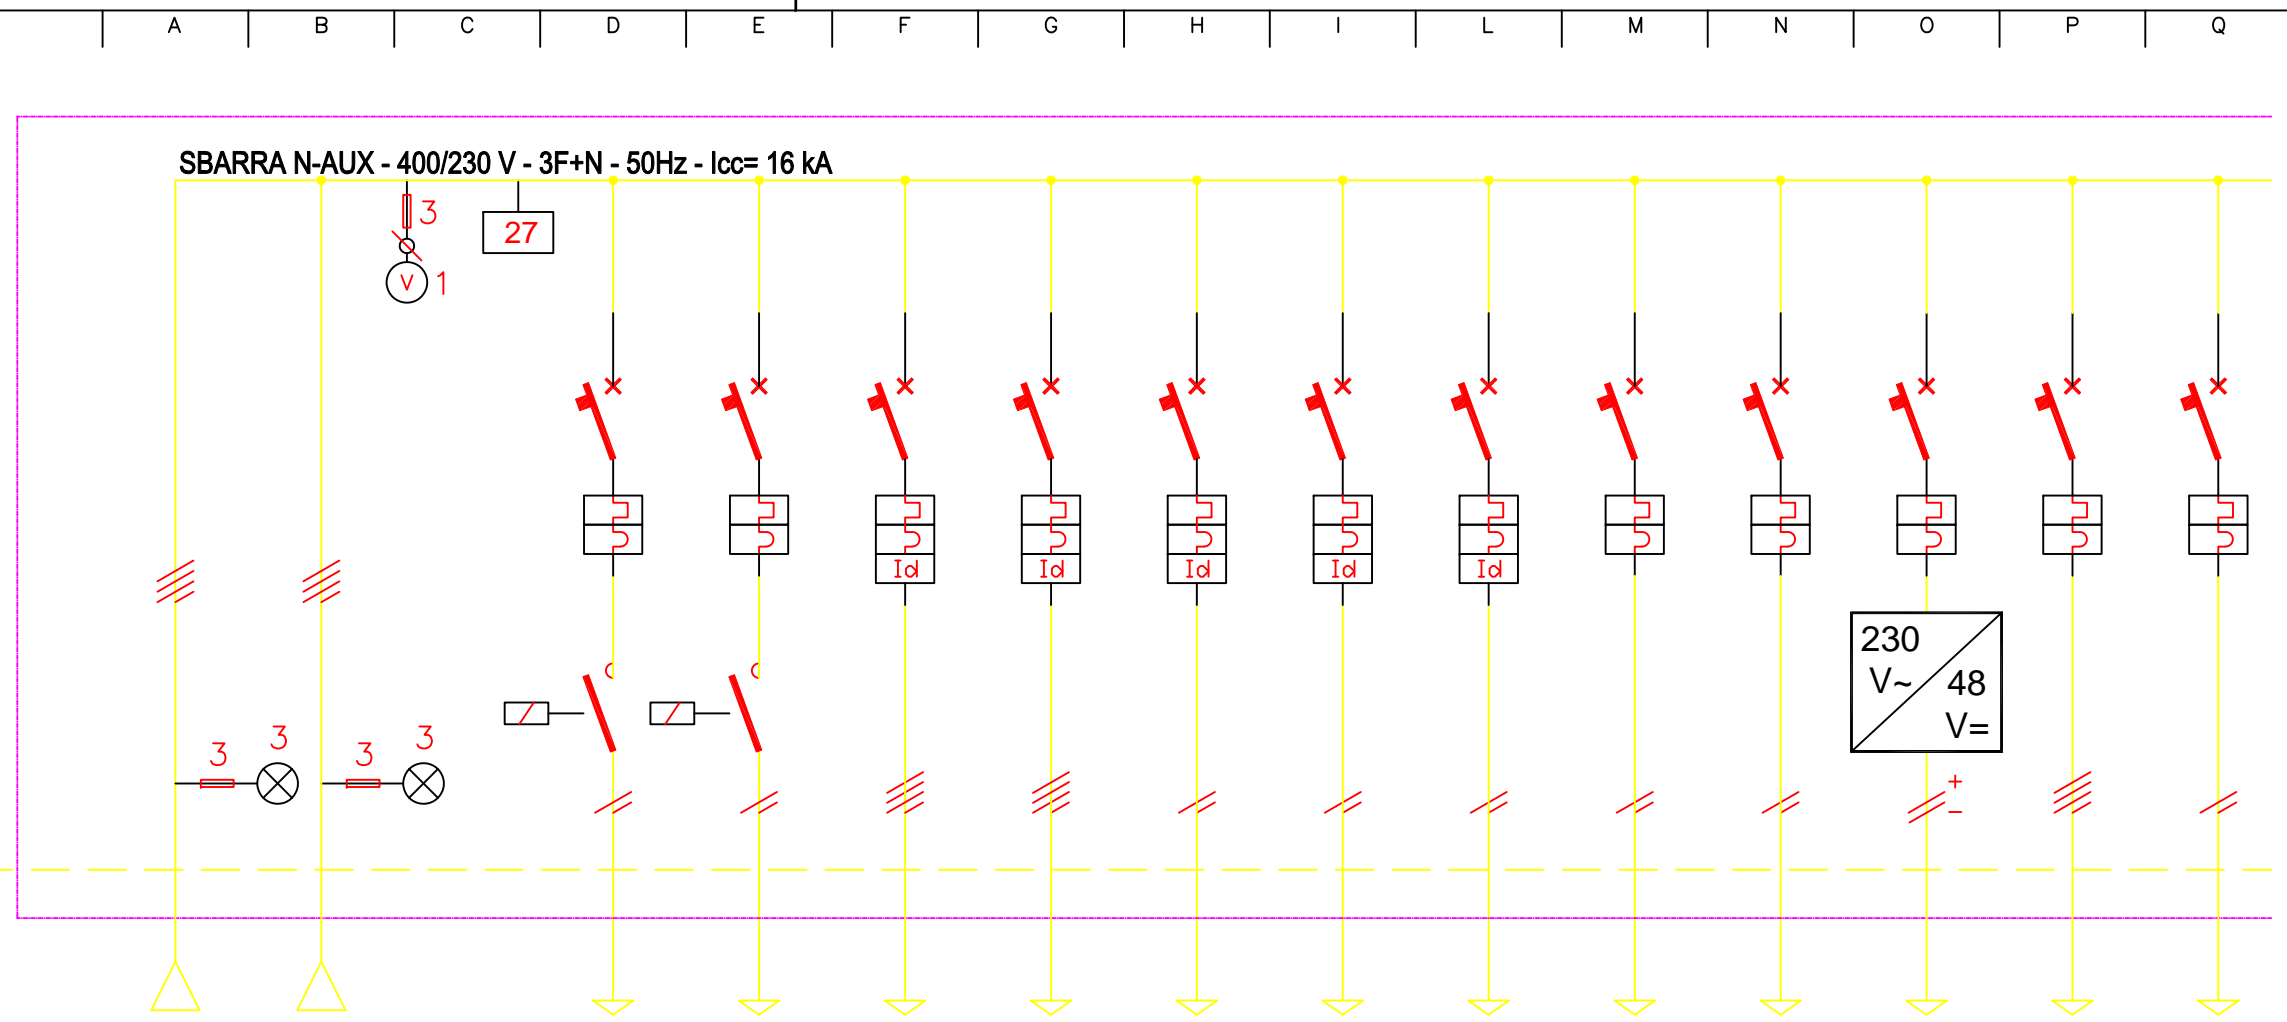 A B C D E F G H I L M N O P Q
SBARRA N-AUX - 400/230 V - 3F+N - 50Hz - Icc= 16 kA
3
27
V 1
Id Id Id Id Id
230
V~
48
V=
3 3 3 3
+
−